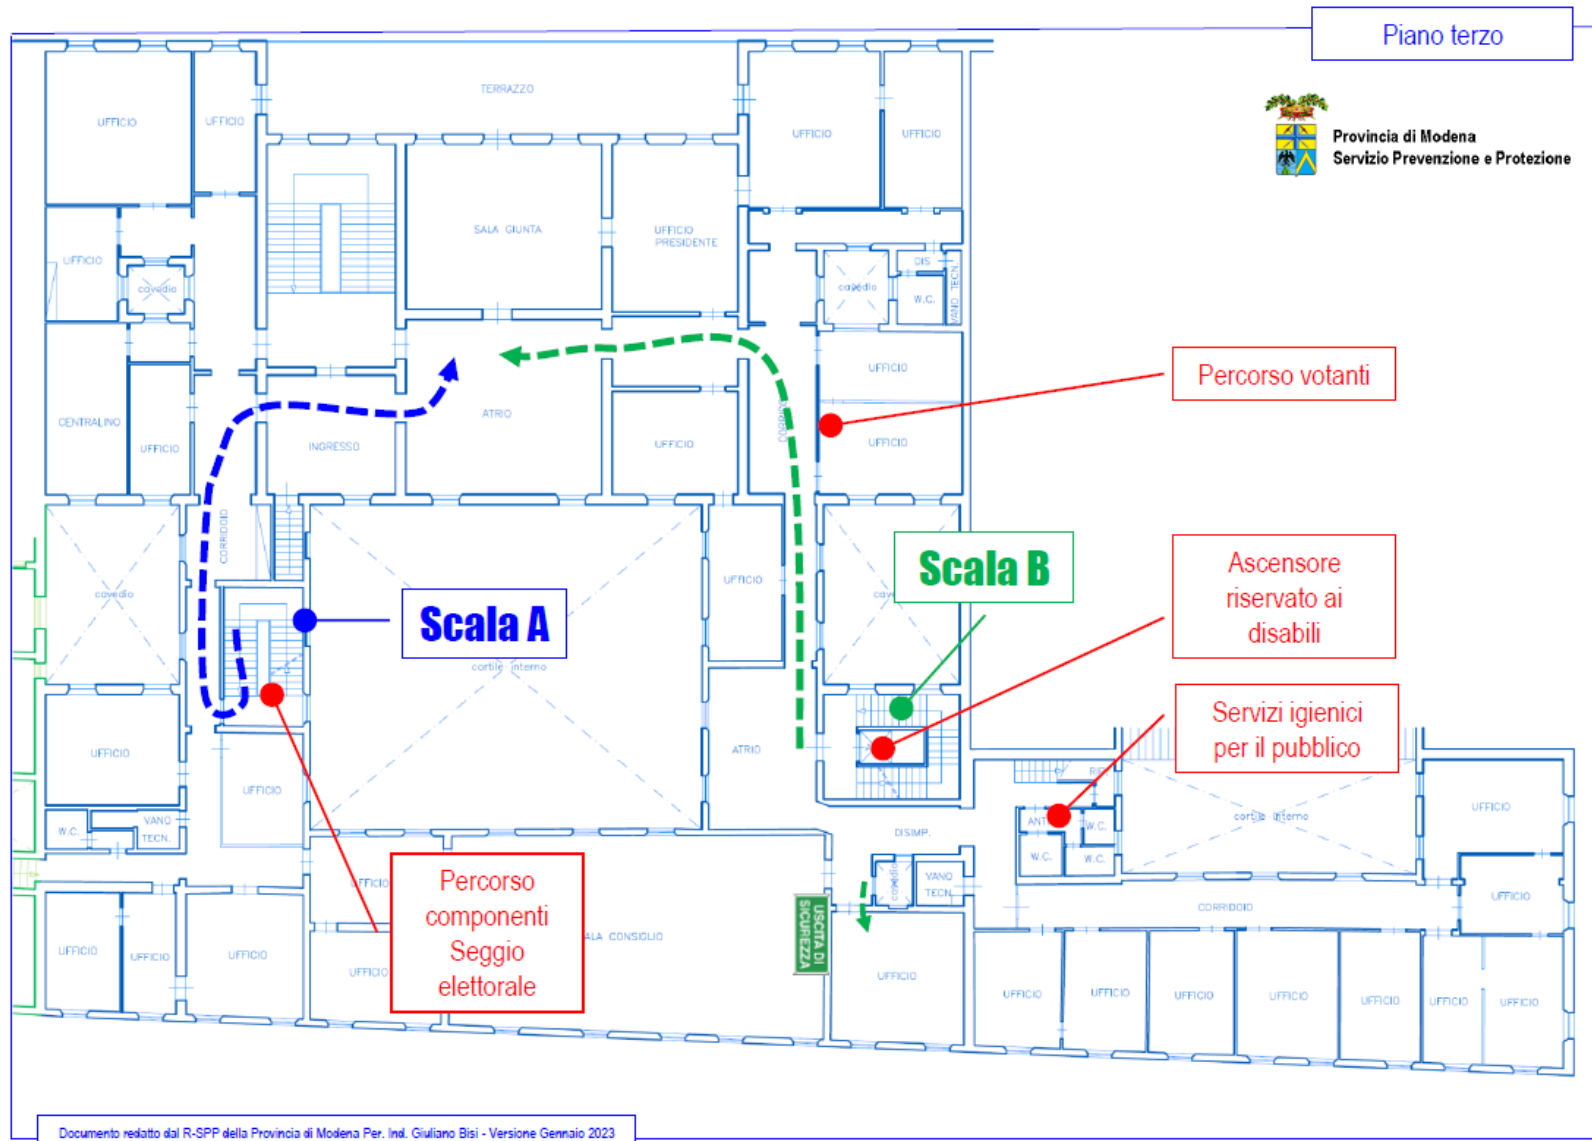 Piano terzo
Provincia di Modena
Servizio Prevenzione e Protezione
TERRAZZO
UFFICIO
UFFICIO
UFFICIO
UFFICIO
SALA GIUNTA
UFFICIO
PRESIDENTE
UFFICIO
cavedio
cavedio
DIS
W.C.
VANO TECN.
UFFICIO
Percorso votanti
CENTRALINO
UFFICIO
INGRESSO
ATRIO
UFFICIO
UFFICIO
CORRIDOIO
Scala B
Ascensore
riservato ai
disabili
cavedio
UFFICIO
Scala A
cortile interno
Servizi igienici
per il pubblico
UFFICIO
ATRIO
UFFICIO
RIP.
UFFICIO
cortile interno
W.C.
VANO
TECN.
DISIMP.
ANT
W.C.
W.C.
W.C.
Percorso
componenti
Seggio
elettorale
UFFICIO
cavedio
VANO
TECN.
UFFICIO
CORRIDOIO
USCITA DI
SICUREZZA
UFFICIO
UFFICIO
UFFICIO
UFFICIO
ALA CONSIGLIO
UFFICIO
UFFICIO
UFFICIO
UFFICIO
UFFICIO
UFFICIO
UFFICIO
UFFICIO
Documento redatto dal R-SPP della Provincia di Modena Per. Ind. Giuliano Bisi - Versione Gennaio 2023